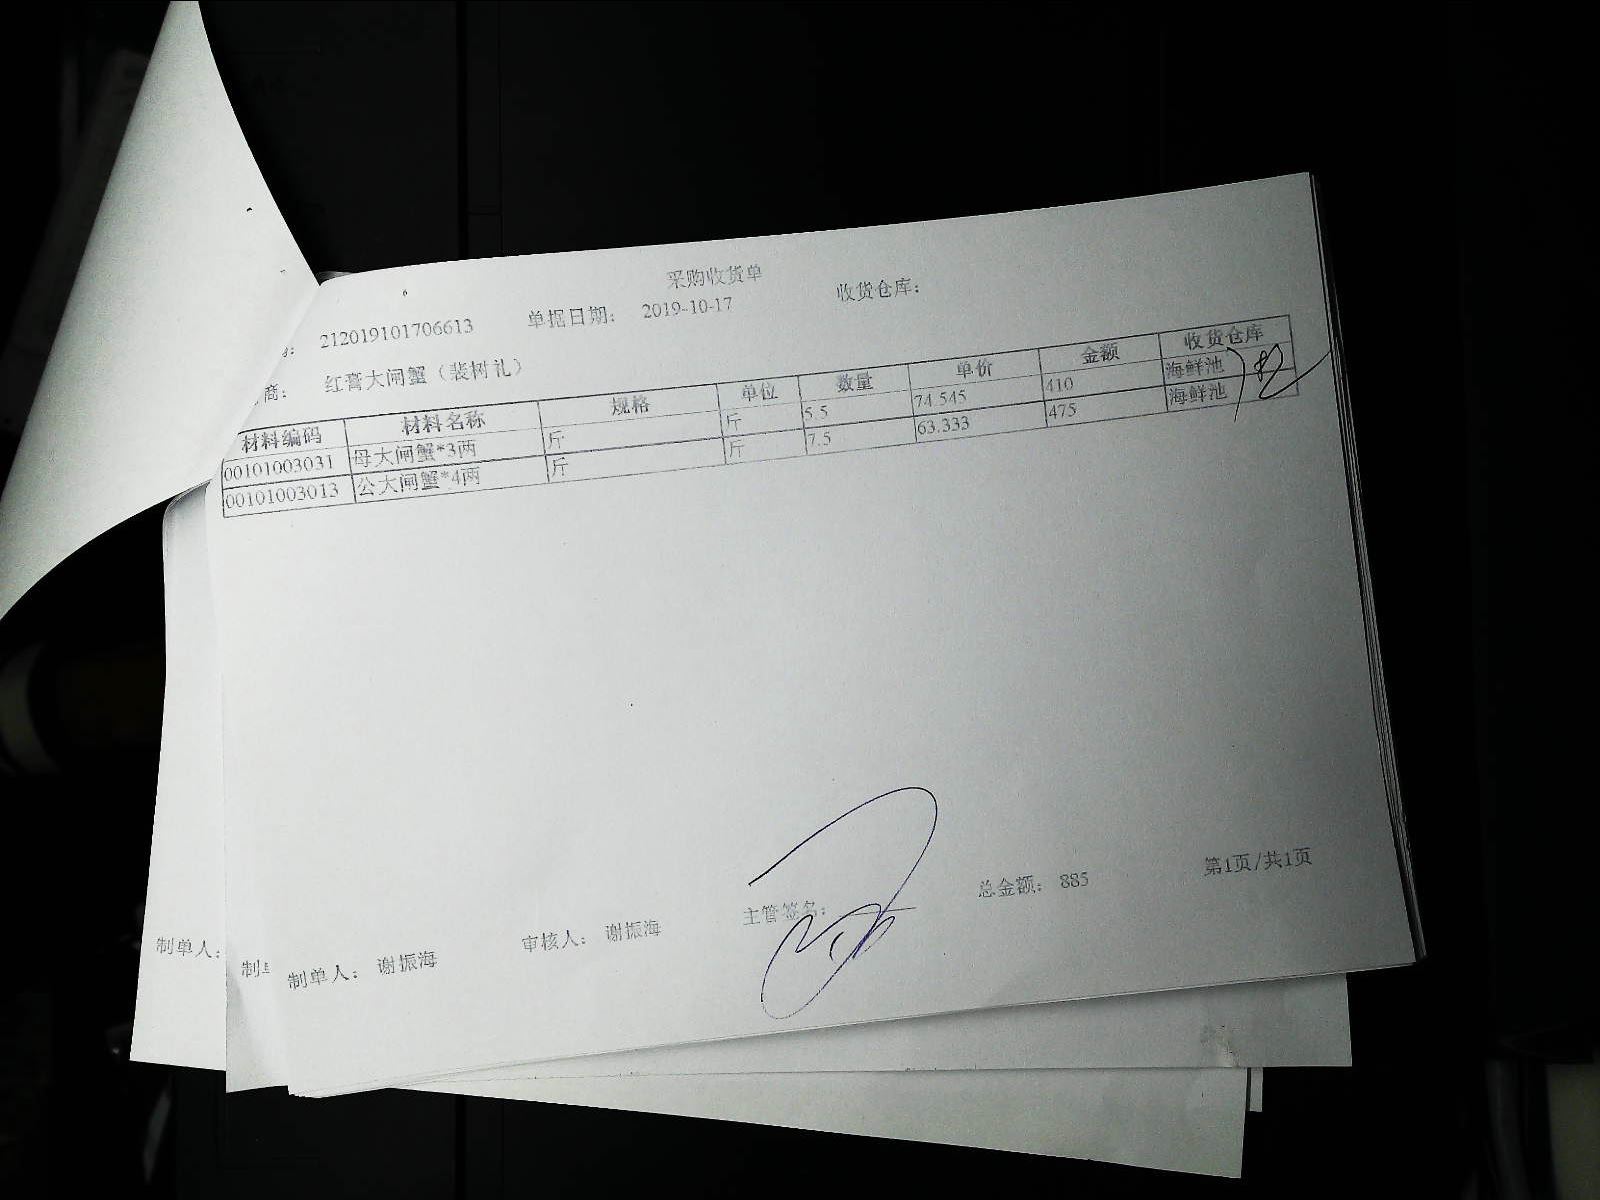 采购收货单
212019101706613 单据日期: 2019-10-17 收货仓库:
商: 红膏大闸蟹（裴树礼）
材料编码 材料名称 规格 单位 数量 单价 金额 收货仓库
00101003031 母大闸蟹*3两 斤 斤 5.5 74.545 410 海鲜池
00101003013 公大闸蟹*4两 斤 斤 7.5 63.333 475 海鲜池
制单人: 谢振海 审核人: 谢振海 主管签名: 总金额: 885 第1页/共1页
制单人:
制